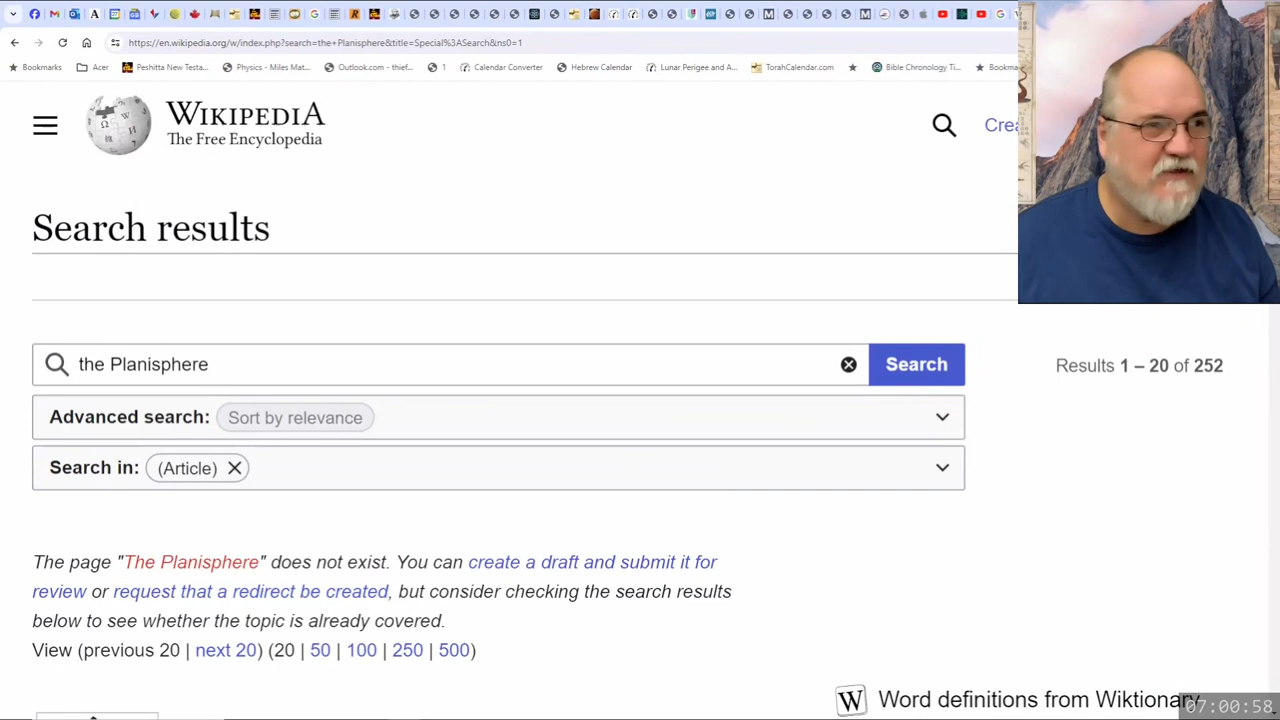 https://en.wikipedia.org/w/index.php?search=the+Planisphere&title=Special%3ASearch&ns0=1
Bookmarks
Acer
Peshitta New Testa...
Physics - Miles Mat...
Outlook.com - thief...
1
Calendar Converter
Hebrew Calendar
Lunar Perigee and A...
TorahCalendar.com
Bible Chronology Ti...
WIKIPEDIA
The Free Encyclopedia
Search results
the Planisphere
Search
Results 1 – 20 of 252
Advanced search: Sort by relevance
Search in: (Article)
The page "The Planisphere" does not exist. You can create a draft and submit it for
review or request that a redirect be created, but consider checking the search results
below to see whether the topic is already covered.
View (previous 20 | next 20) (20 | 50 | 100 | 250 | 500)
W Word definitions from Wiktionary
07:00:58